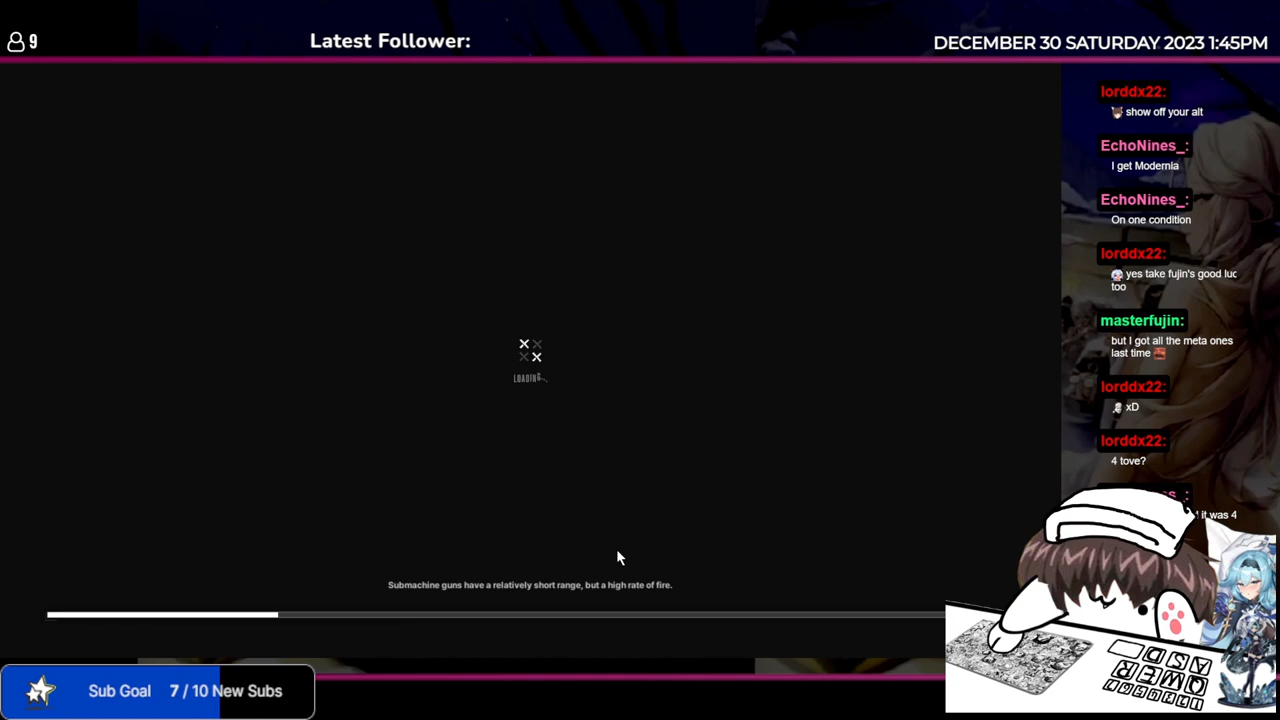 9
Latest Follower:
DECEMBER 30 SATURDAY 2023 1:45PM
lorddx22:
show off your alt
EchoNines_:
I get Modernia
EchoNines_:
On one condition
lorddx22:
yes take fujin's good luc
too
masterfujin:
but I got all the meta ones
last time
lorddx22:
xD
lorddx22:
4 tove?
it was 4
LOADING
Submachine guns have a relatively short range, but a high rate of fire.
Sub Goal 7 / 10 New Subs
D S A
R E W Q